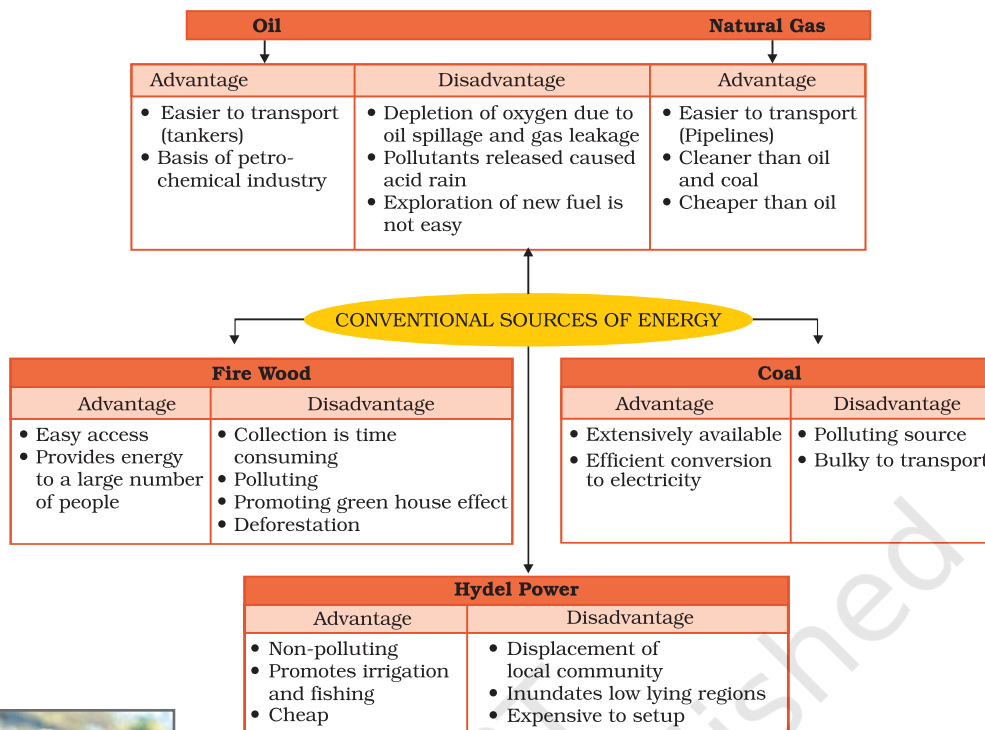 Oil
Natural Gas
Advantage
• Easier to transport
(tankers)
• Basis of petro-
chemical industry
Disadvantage
• Depletion of oxygen due to
oil spillage and gas leakage
• Pollutants released caused
acid rain
• Exploration of new fuel is
not easy
Advantage
• Easier to transport
(Pipelines)
• Cleaner than oil
and coal
• Cheaper than oil
CONVENTIONAL SOURCES OF ENERGY
Fire Wood
Advantage
• Easy access
• Provides energy
to a large number
of people
Disadvantage
• Collection is time
consuming
• Polluting
• Promoting green house effect
• Deforestation
Coal
Advantage
• Extensively available
• Efficient conversion
to electricity
Disadvantage
• Polluting source
• Bulky to transport
Hydel Power
Advantage
• Non-polluting
• Promotes irrigation
and fishing
• Cheap
Disadvantage
• Displacement of
local community
• Inundates low lying regions
• Expensive to setup